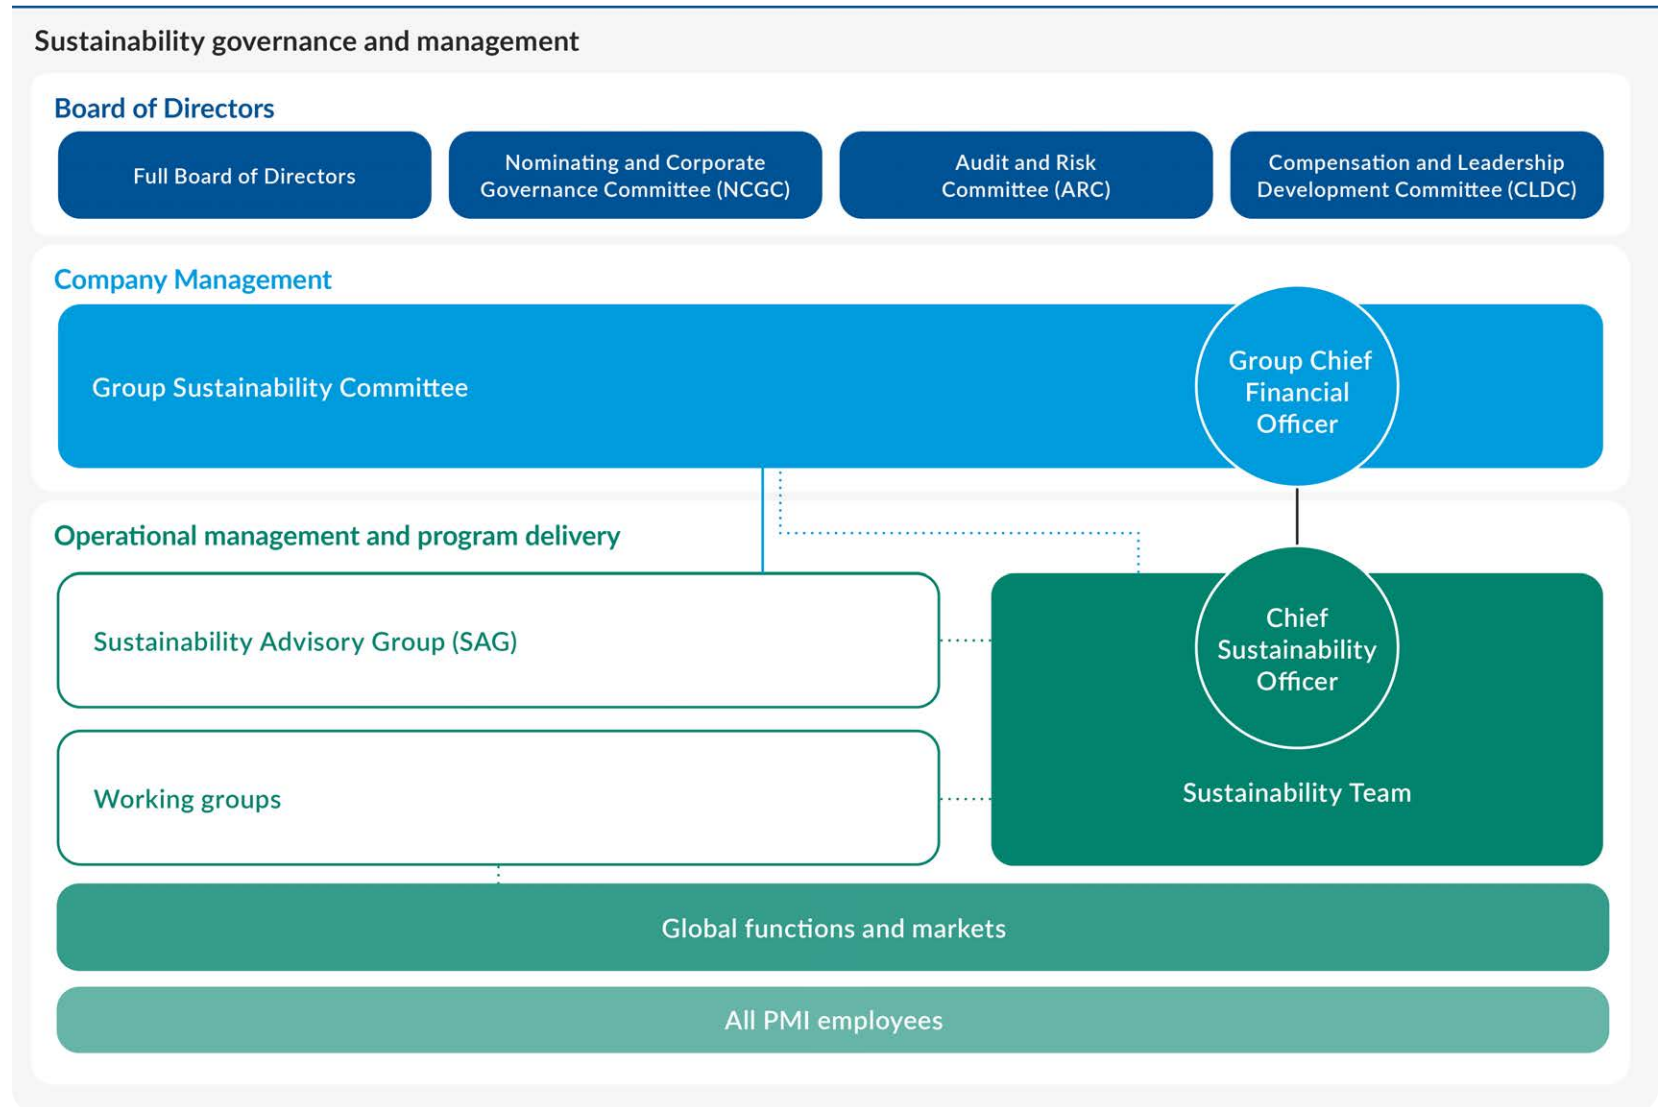 Sustainability governance and management
Board of Directors
Full Board of Directors
Nominating and Corporate
Governance Committee (NCGC)
Audit and Risk
Committee (ARC)
Compensation and Leadership
Development Committee (CLDC)
Company Management
Group Sustainability Committee
Group Chief
Financial
Officer
Operational management and program delivery
Sustainability Advisory Group (SAG)
Chief
Sustainability
Officer
Working groups
Sustainability Team
Global functions and markets
All PMI employees